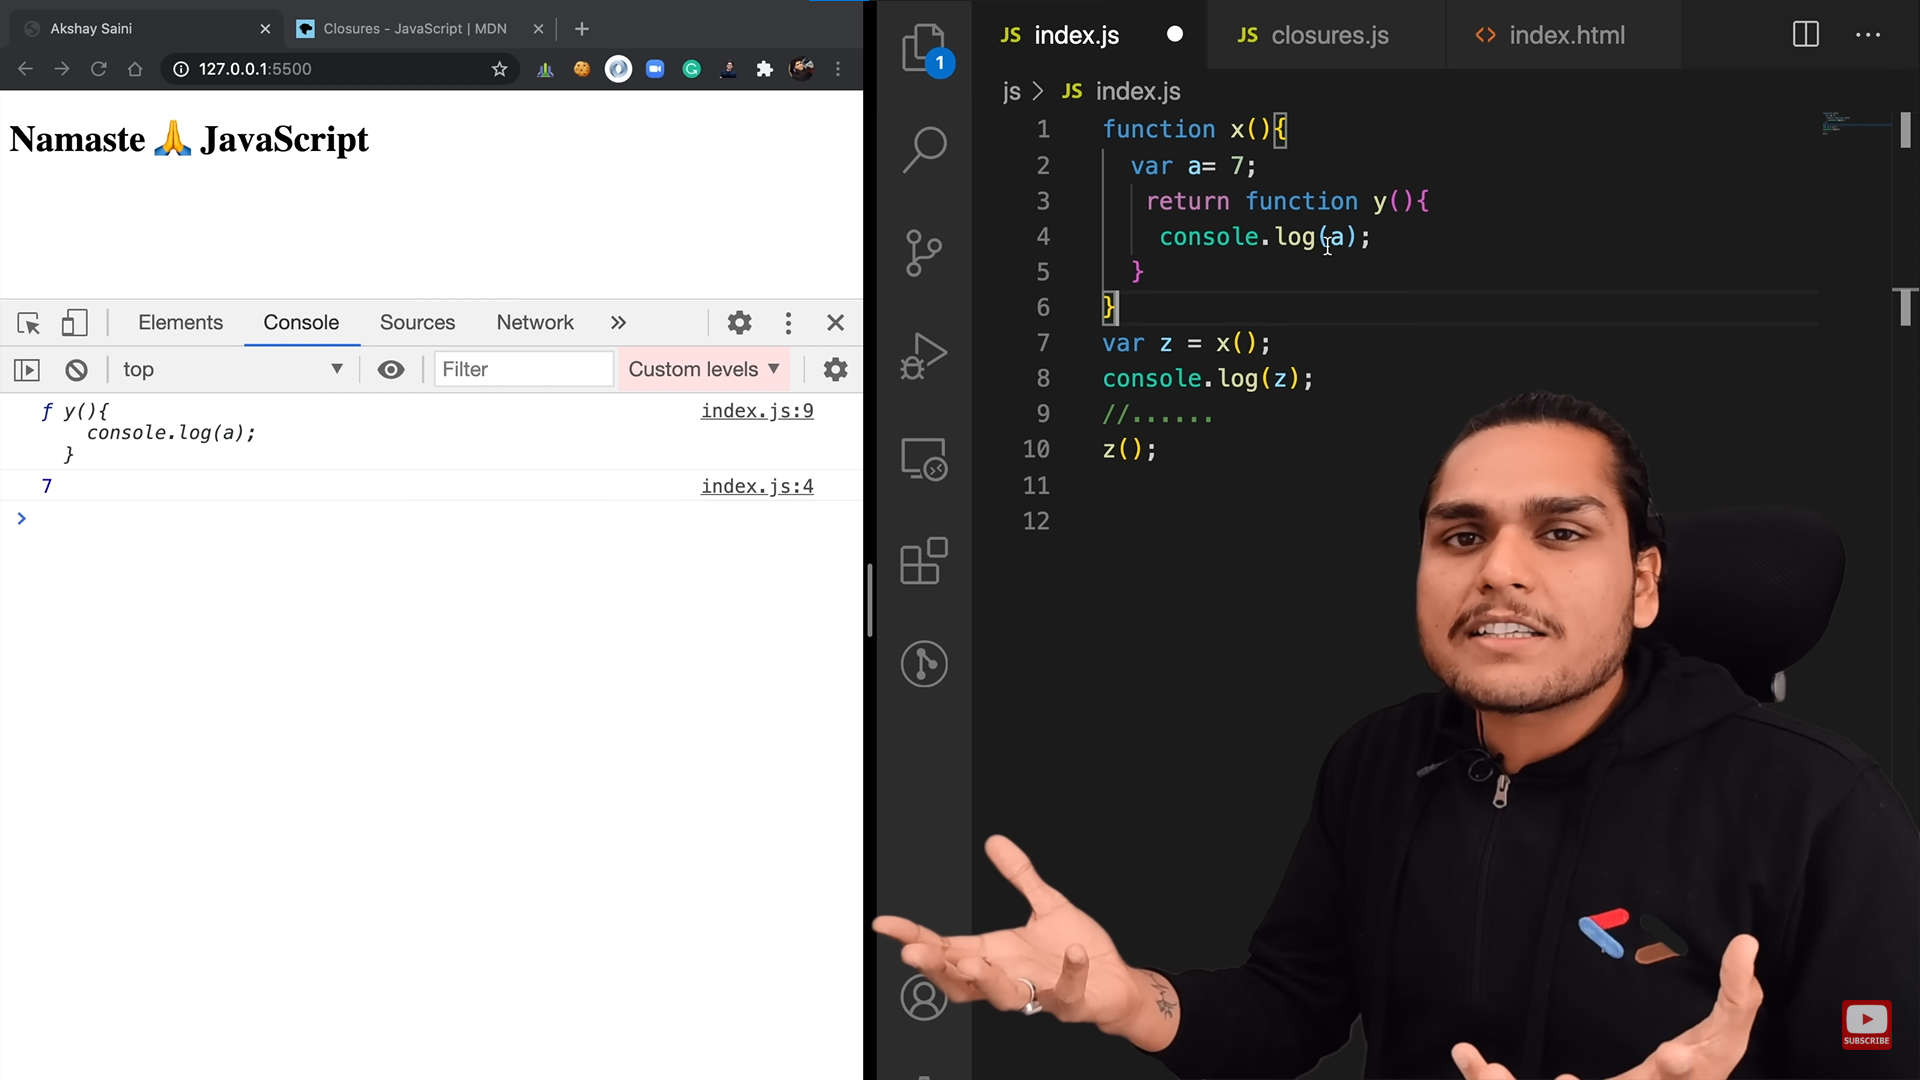 Akshay Saini
Closures - JavaScript | MDN
127.0.0.1:5500
Namaste 🙏 JavaScript
Elements Console Sources Network »
top Filter Custom levels
f y(){ index.js:9
console.log(a);
}
7 index.js:4
>
1
JS index.js
JS closures.js
<> index.html
js > JS index.js
1 function x(){
2 var a= 7;
3 return function y(){
4 console.log(a);
5 }
6 }
7 var z = x();
8 console.log(z);
9 //......
10 z();
11
12
SUBSCRIBE